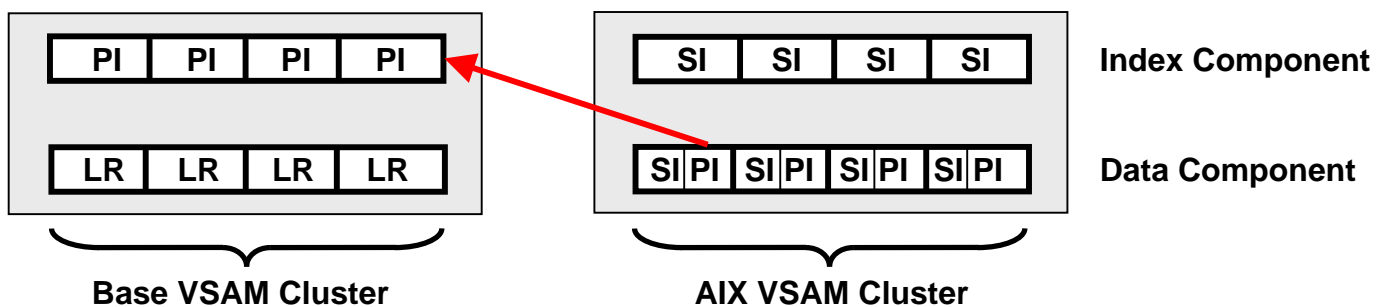 PI PI PI PI
SI SI SI SI
Index Component
LR LR LR LR
SI PI SI PI SI PI SI PI
Data Component
Base VSAM Cluster
AIX VSAM Cluster